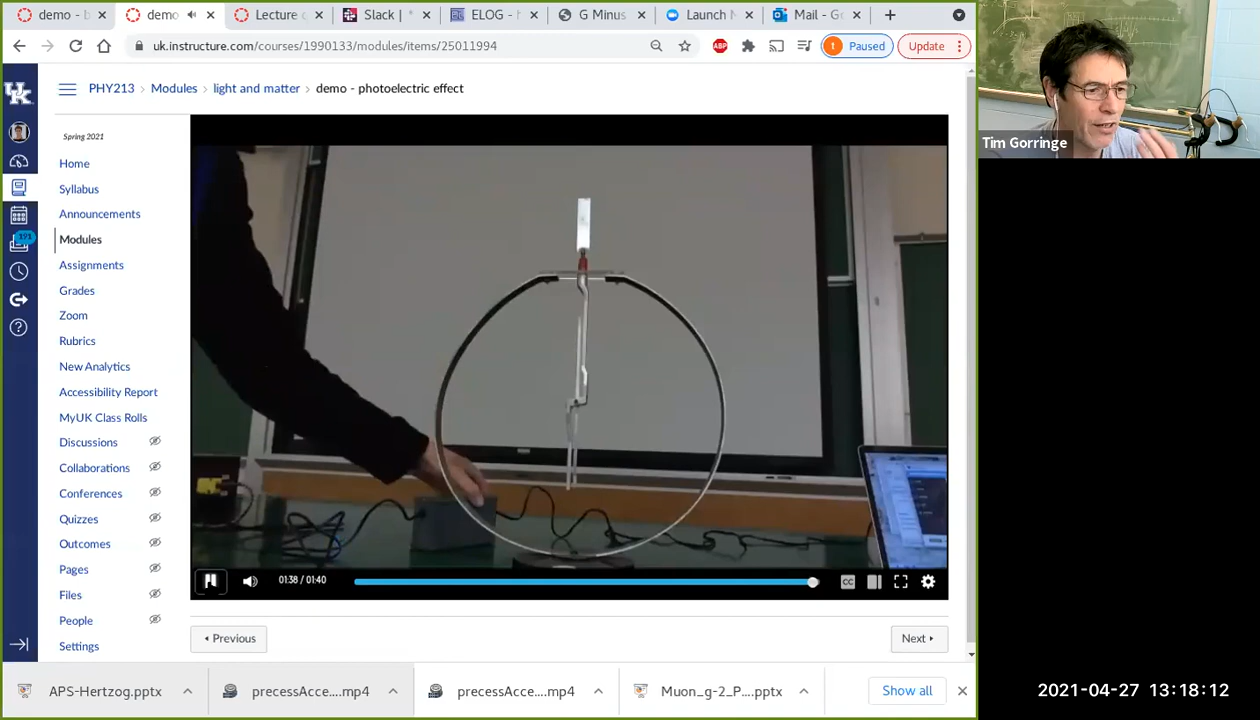 demo - b
demo
Lecture
Slack | *
ELOG - h
G Minus
Launch M
Mail - G
uk.instructure.com/courses/1990133/modules/items/25011994
ABP
t Paused
Update
UK
PHY213 › Modules › light and matter › demo - photoelectric effect
Spring 2021
Home
Syllabus
Announcements
Modules
Assignments
Grades
Zoom
Rubrics
New Analytics
Accessibility Report
MyUK Class Rolls
Discussions
Collaborations
Conferences
Quizzes
Outcomes
Pages
Files
People
Settings
191
01:38 / 01:40
CC
Previous
Next
APS-Hertzog.pptx
precessAcce....mp4
precessAcce....mp4
Muon_g-2_P....pptx
Show all
Tim Gorringe
2021-04-27 13:18:12